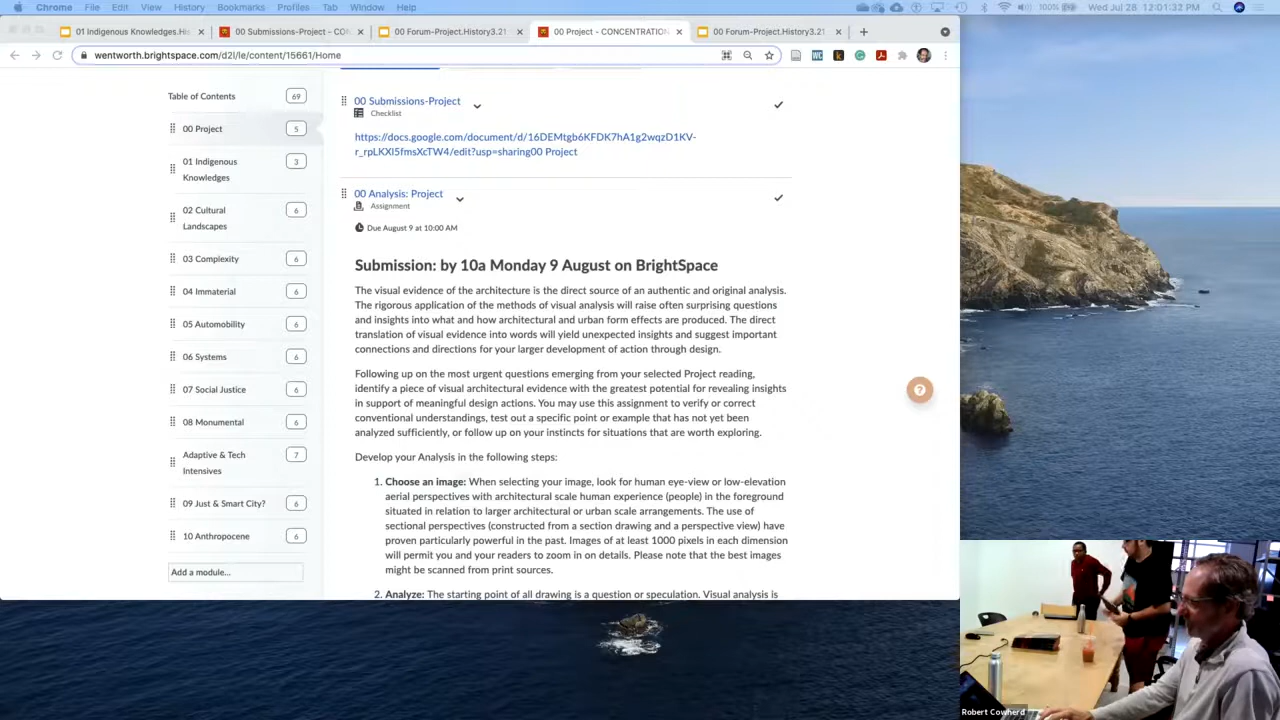 Chrome File Edit View History Bookmarks Profiles Tab Window Help 100% Wed Jul 28 12:01:32 PM
01 Indigenous Knowledges.His
00 Submissions-Project - CON
00 Forum-Project.History3.21
00 Project - CONCENTRATION
00 Forum-Project.History3.21
wentworth.brightspace.com/d2l/le/content/15661/Home
Table of Contents 69
00 Project 5
01 Indigenous
Knowledges
3
02 Cultural
Landscapes
6
03 Complexity 6
04 Immaterial 6
05 Automobility 6
06 Systems 6
07 Social Justice 6
08 Monumental 6
Adaptive & Tech
Intensives
7
09 Just & Smart City? 6
10 Anthropocene 6
Add a module...
00 Submissions-Project
Checklist
https://docs.google.com/document/d/16DEMtgb6KFDK7hA1g2wqzD1KV-
r_rpLKXI5fmsXcTW4/edit?usp=sharing00 Project
00 Analysis: Project
Assignment
Due August 9 at 10:00 AM
Submission: by 10a Monday 9 August on BrightSpace
The visual evidence of the architecture is the direct source of an authentic and original analysis.
The rigorous application of the methods of visual analysis will raise often surprising questions
and insights into what and how architectural and urban form effects are produced. The direct
translation of visual evidence into words will yield unexpected insights and suggest important
connections and directions for your larger development of action through design.
Following up on the most urgent questions emerging from your selected Project reading,
identify a piece of visual architectural evidence with the greatest potential for revealing insights
in support of meaningful design actions. You may use this assignment to verify or correct
conventional understandings, test out a specific point or example that has not yet been
analyzed sufficiently, or follow up on your instincts for situations that are worth exploring.
Develop your Analysis in the following steps:
1. Choose an image: When selecting your image, look for human eye-view or low-elevation
aerial perspectives with architectural scale human experience (people) in the foreground
situated in relation to larger architectural or urban scale arrangements. The use of
sectional perspectives (constructed from a section drawing and a perspective view) have
proven particularly powerful in the past. Images of at least 1000 pixels in each dimension
will permit you and your readers to zoom in on details. Please note that the best images
might be scanned from print sources.
2. Analyze: The starting point of all drawing is a question or speculation. Visual analysis is
Robert Cowherd